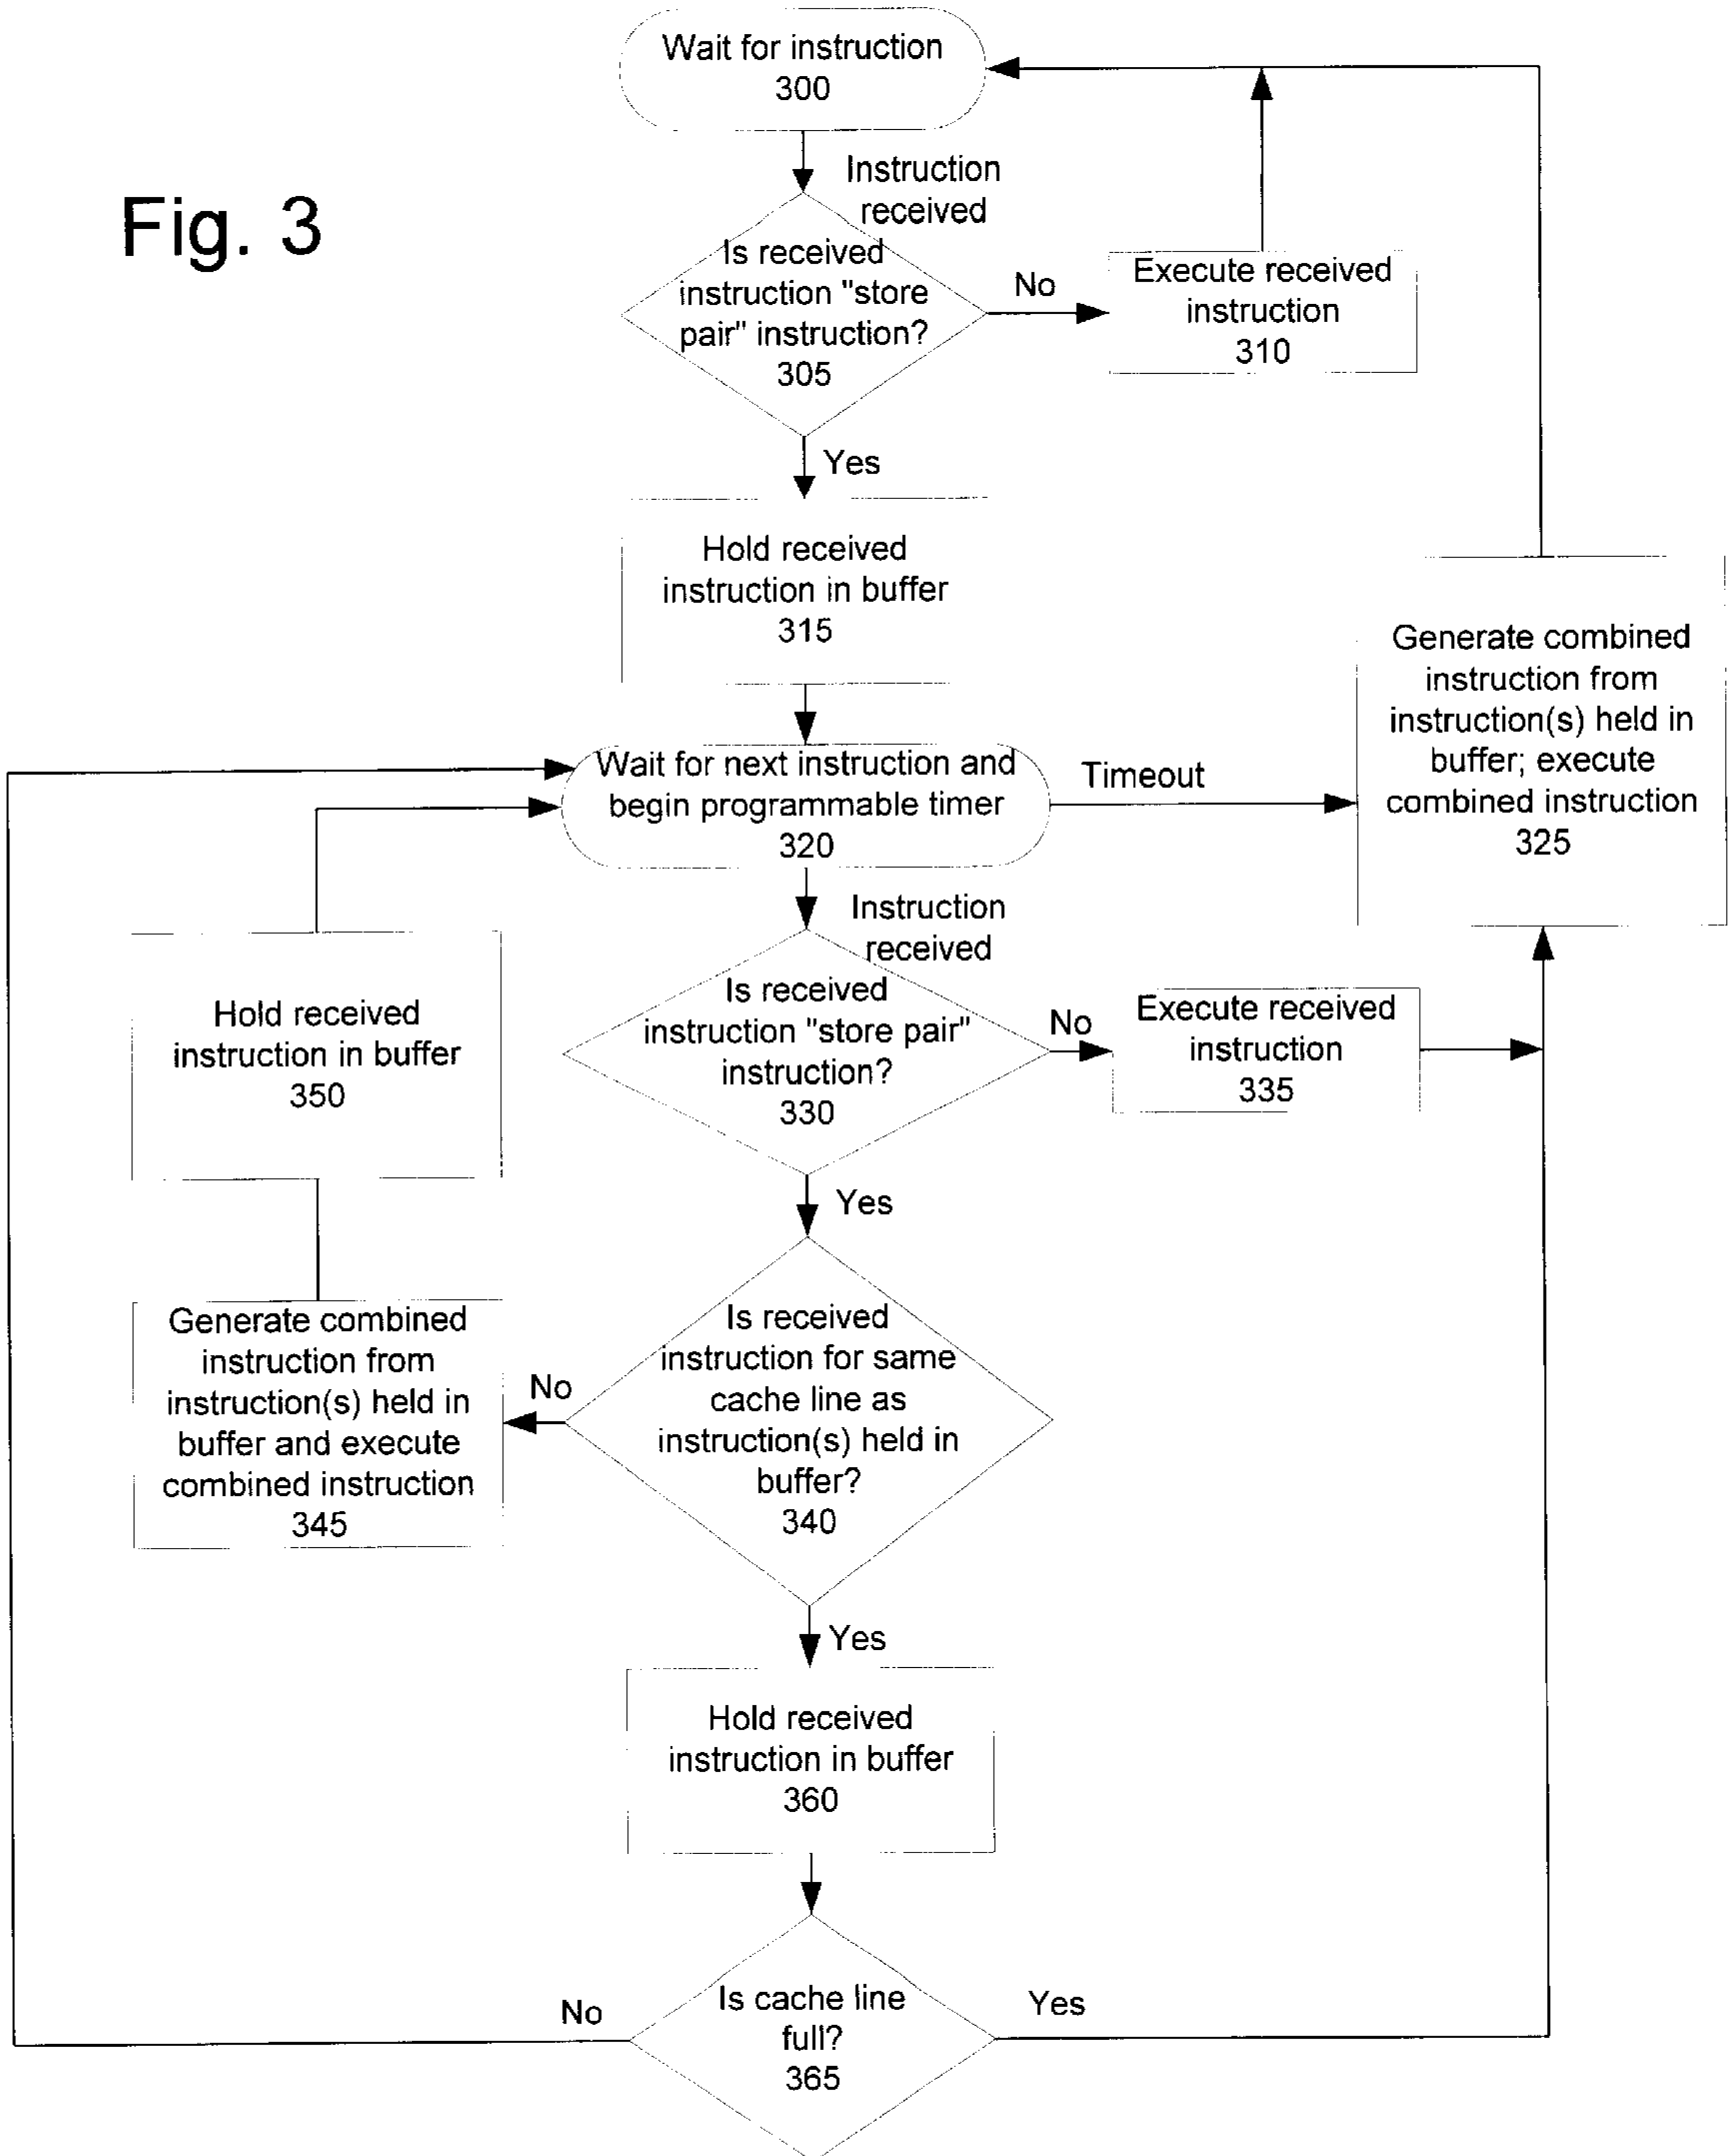 Fig. 3
Wait for instruction
300
Instruction
received
Is received
instruction "store
pair" instruction?
305
No
Execute received
instruction
310
Yes
Hold received
instruction in buffer
315
Wait for next instruction and
begin programmable timer
320
Timeout
Generate combined
instruction from
instruction(s) held in
buffer; execute
combined instruction
325
Instruction
received
Is received
instruction "store pair"
instruction?
330
No
Execute received
instruction
335
Yes
Is received
instruction for same
cache line as
instruction(s) held in
buffer?
340
No
Generate combined
instruction from
instruction(s) held in
buffer and execute
combined instruction
345
Hold received
instruction in buffer
350
Yes
Hold received
instruction in buffer
360
Is cache line
full?
365
No
Yes